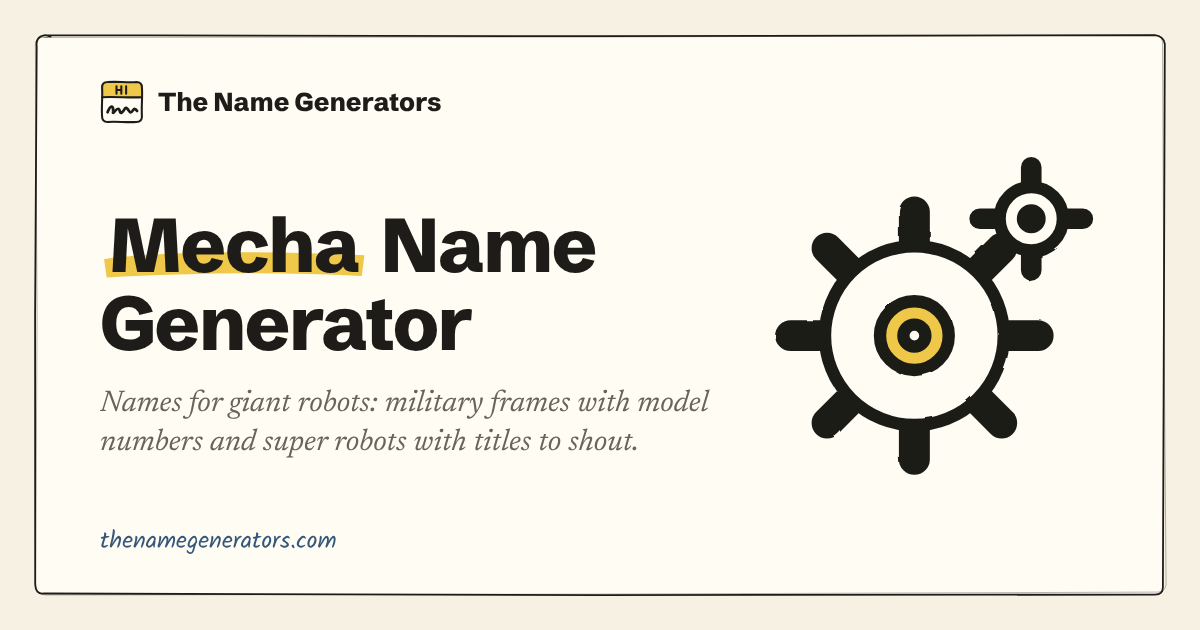 HI
The Name Generators
Mecha Name
Generator
Names for giant robots: military frames with model
numbers and super robots with titles to shout.
thenamegenerators.com